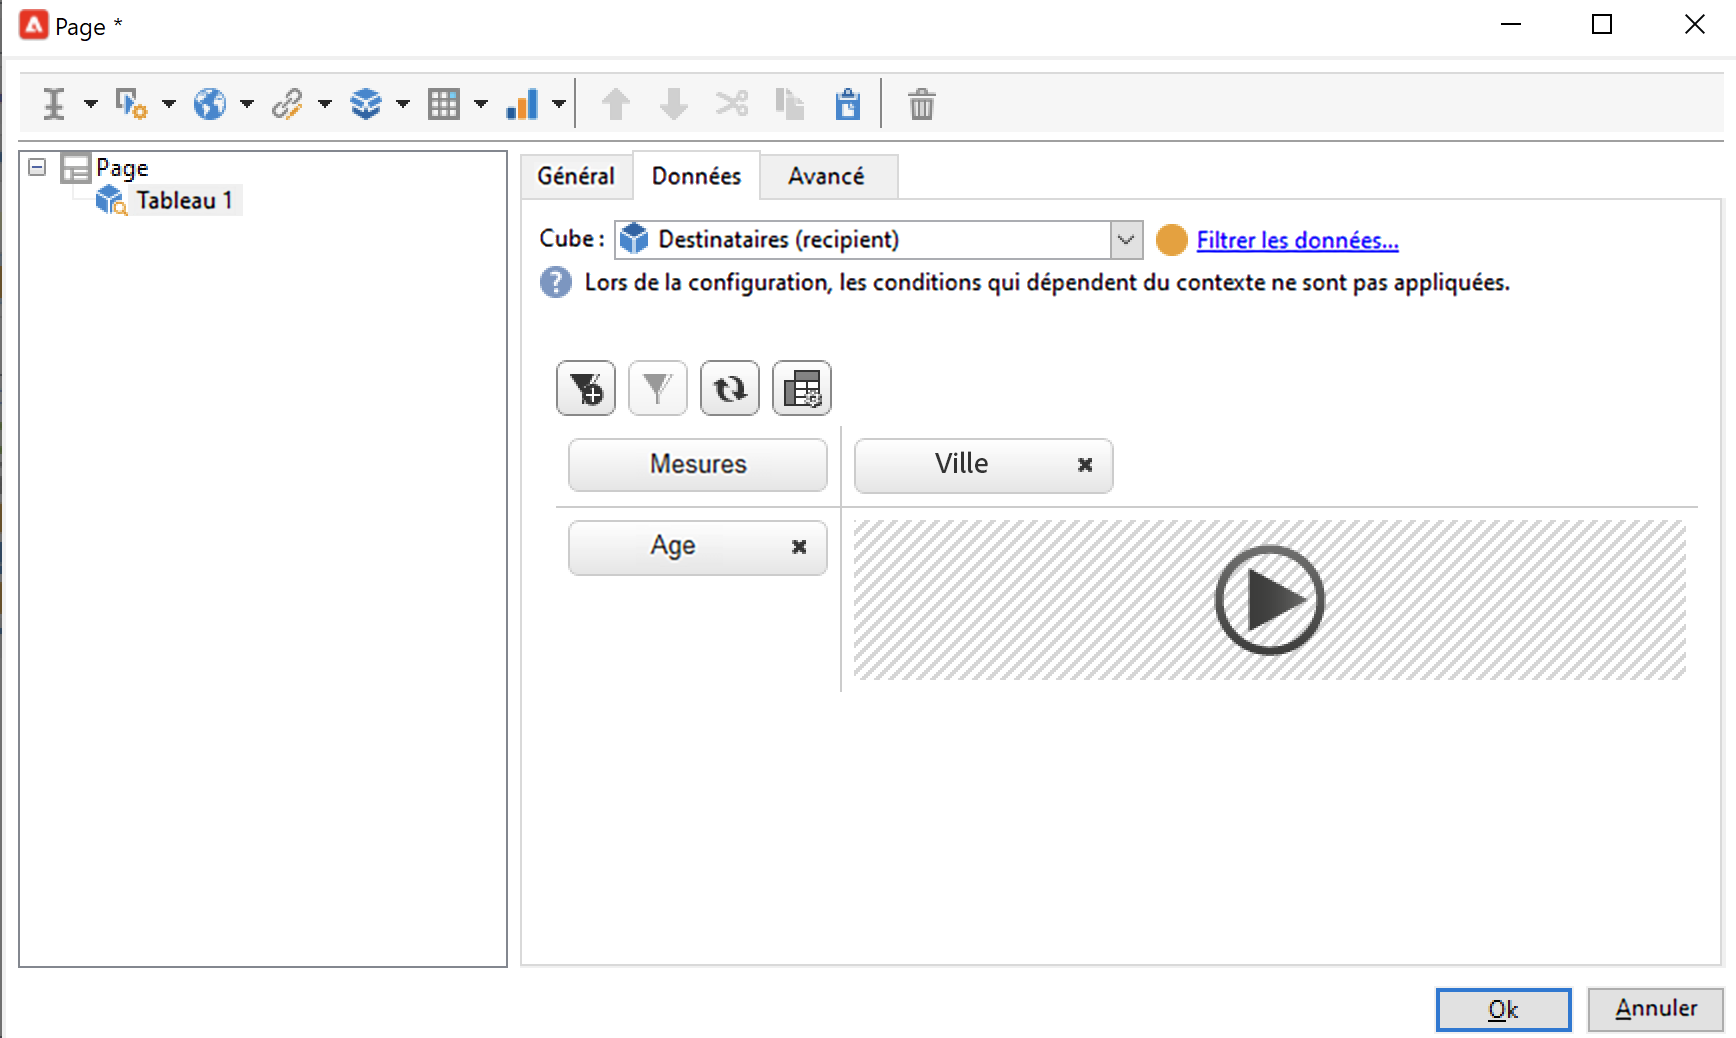 Page *
Page
Tableau 1
Général Données Avancé
Cube : Destinataires (recipient) Filtrer les données...
? Lors de la configuration, les conditions qui dépendent du contexte ne sont pas appliquées.
Mesures Ville
Age
Ok Annuler